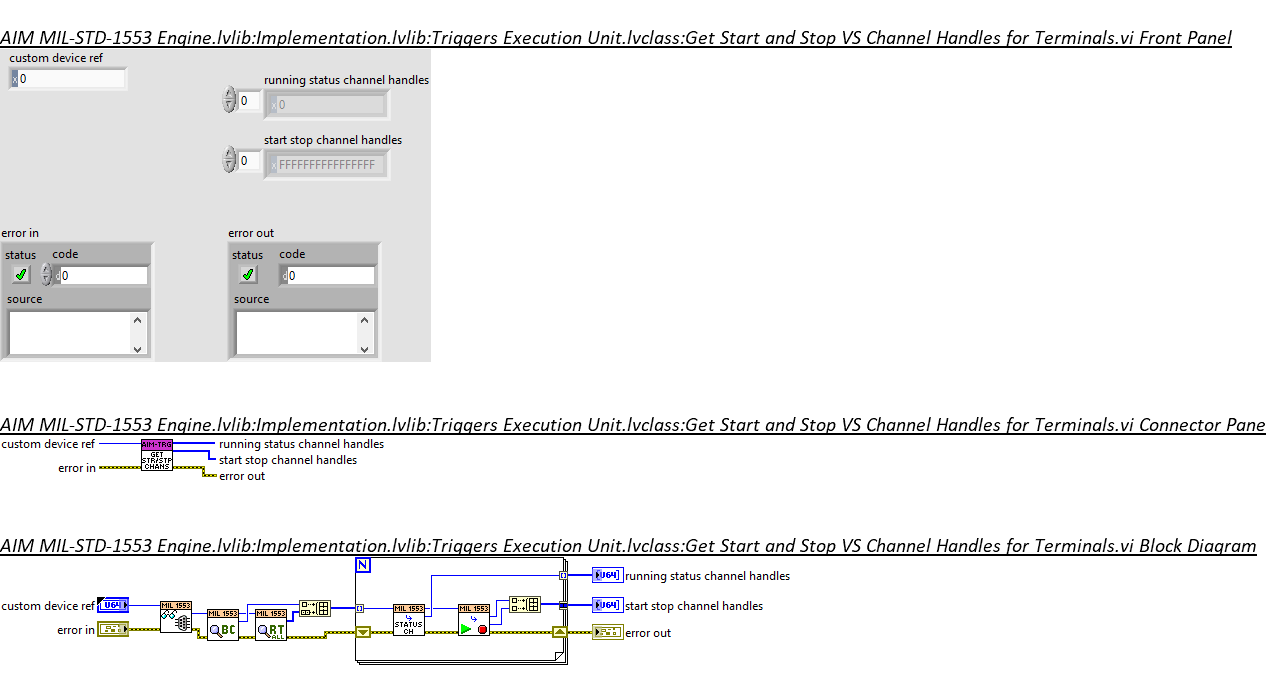 AIM MIL-STD-1553 Engine.lvlib:Implementation.lvlib:Triggers Execution Unit.lvclass:Get Start and Stop VS Channel Handles for Terminals.vi Front Panel
custom device ref
x 0
running status channel handles
0
x 0
start stop channel handles
0
x FFFFFFFFFFFFFFFF
error in
error out
status code
status code
d 0
d 0
source
source
AIM MIL-STD-1553 Engine.lvlib:Implementation.lvlib:Triggers Execution Unit.lvclass:Get Start and Stop VS Channel Handles for Terminals.vi Connector Pane
custom device ref
error in
AIM-TRG
GET
STR/STP
CHANS
running status channel handles
start stop channel handles
error out
AIM MIL-STD-1553 Engine.lvlib:Implementation.lvlib:Triggers Execution Unit.lvclass:Get Start and Stop VS Channel Handles for Terminals.vi Block Diagram
N
U64
running status channel handles
custom device ref
U64
MIL 1553
MIL 1553
BC
MIL 1553
RT
ALL
MIL 1553
STATUS
CH
MIL 1553
U64
start stop channel handles
error in
error out